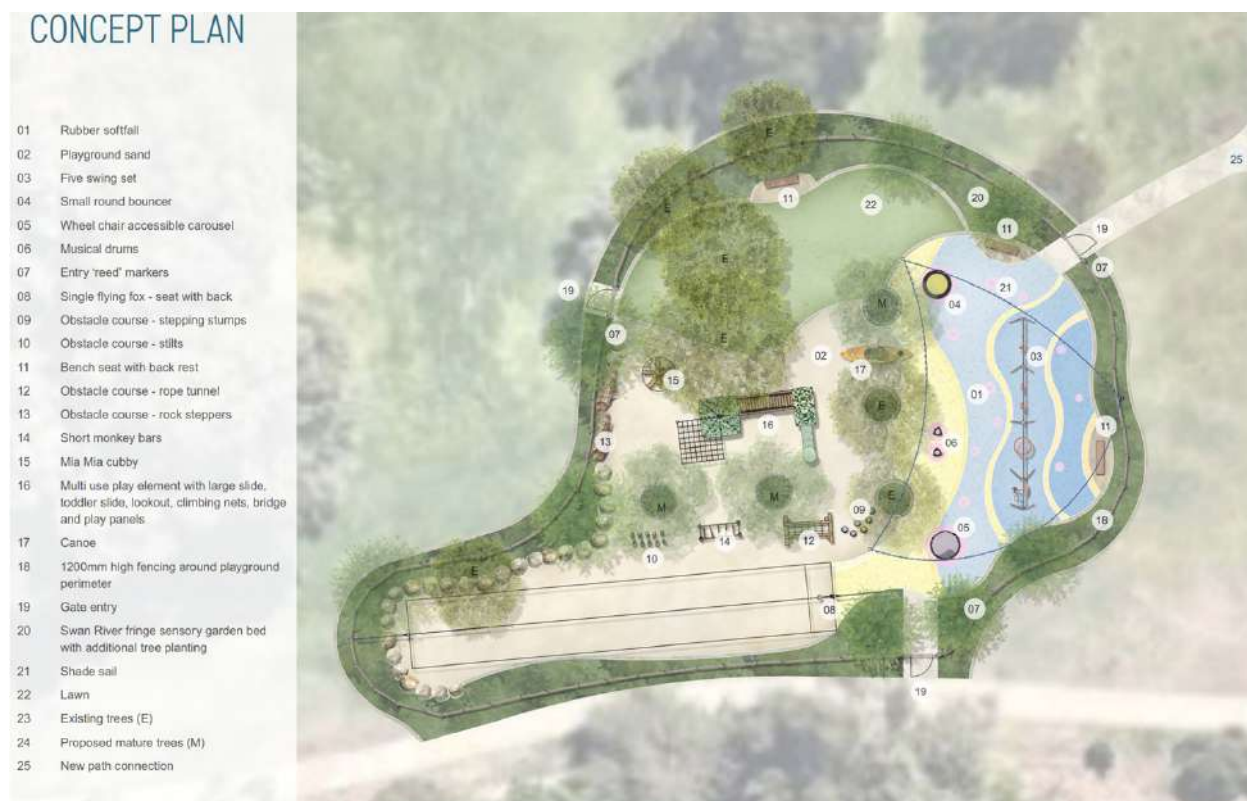 CONCEPT PLAN
01 Rubber softfall
02 Playground sand
03 Five swing set
04 Small round bouncer
05 Wheel chair accessible carousel
06 Musical drums
07 Entry 'reed' markers
08 Single flying fox - seat with back
09 Obstacle course - stepping stumps
10 Obstacle course - stilts
11 Bench seat with back rest
12 Obstacle course - rope tunnel
13 Obstacle course - rock steppers
14 Short monkey bars
15 Mia Mia cubby
16 Multi use play element with large slide,
toddler slide, lookout, climbing nets, bridge
and play panels
17 Canoe
18 1200mm high fencing around playground
perimeter
19 Gate entry
20 Swan River fringe sensory garden bed
with additional tree planting
21 Shade sail
22 Lawn
23 Existing trees (E)
24 Proposed mature trees (M)
25 New path connection
E
25
E
11
20
22
11
19
E
07
19
21
M
04
07
E
02
03
17
15
01
E
16
06
11
13
M
M
E
09
05
18
10
14
12
E
08
07
19